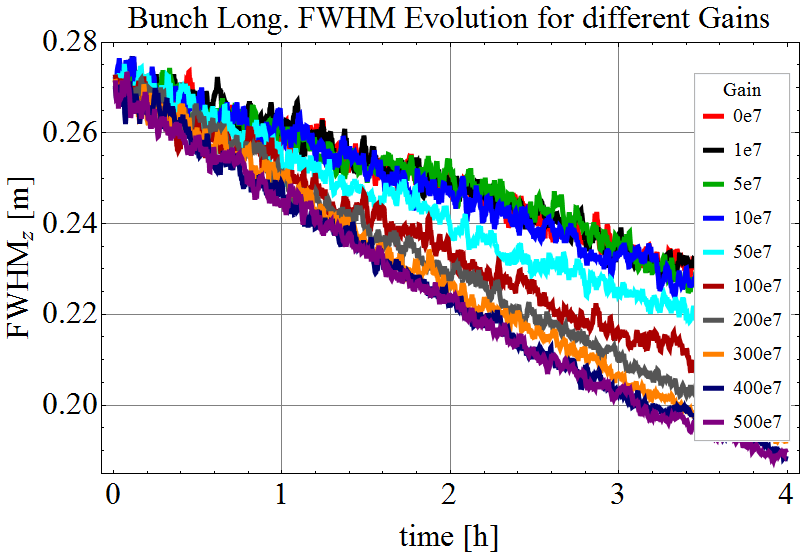 Bunch Long. FWHM Evolution for different Gains
0.28
0.26
0.24
0.22
0.20
FWHMz [m]
Gain
0e7
1e7
5e7
10e7
50e7
100e7
200e7
300e7
400e7
500e7
0 1 2 3 4
time [h]